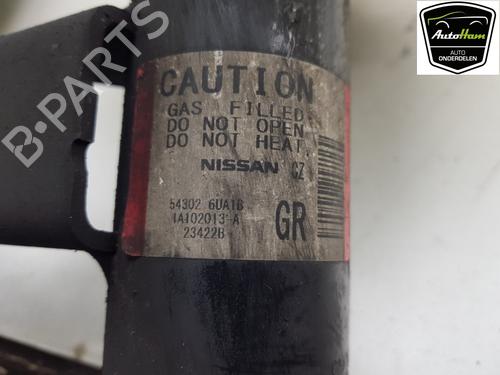 AutoHam
AUTO
ONDERDELEN
CAUTION
GAS FILLED
DO NOT OPEN
DO NOT HEAT.
NISSAN CZ
54302 6UA1B
1A102013-A
23422B
GR
B-Parts